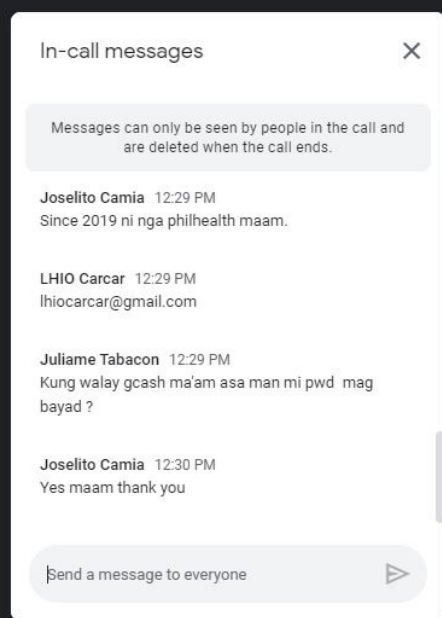 In-call messages
Messages can only be seen by people in the call and
are deleted when the call ends.
Joselito Camia 12:29 PM
Since 2019 ni nga philhealth maam.
LHIO Carcar 12:29 PM
lhiocarcar@gmail.com
Juliame Tabacon 12:29 PM
Kung walay gcash ma'am asa man mi pwd mag
bayad ?
Joselito Camia 12:30 PM
Yes maam thank you
Send a message to everyone